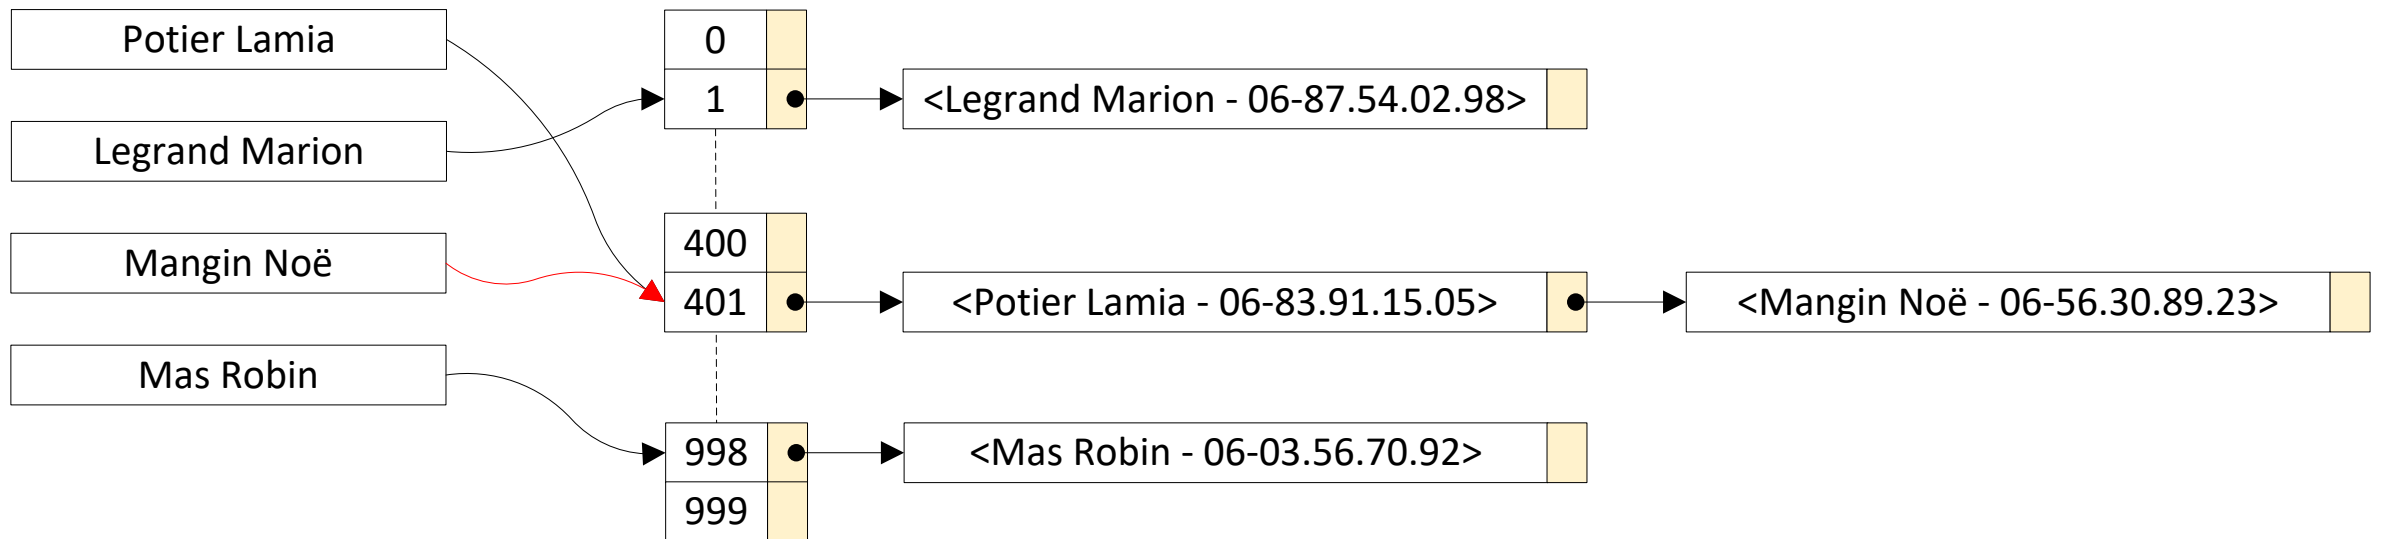 Potier Lamia
Legrand Marion
Mangin Noë
Mas Robin
0
1
400
401
998
999
<Legrand Marion - 06-87.54.02.98>
<Potier Lamia - 06-83.91.15.05>
<Mangin Noë - 06-56.30.89.23>
<Mas Robin - 06-03.56.70.92>